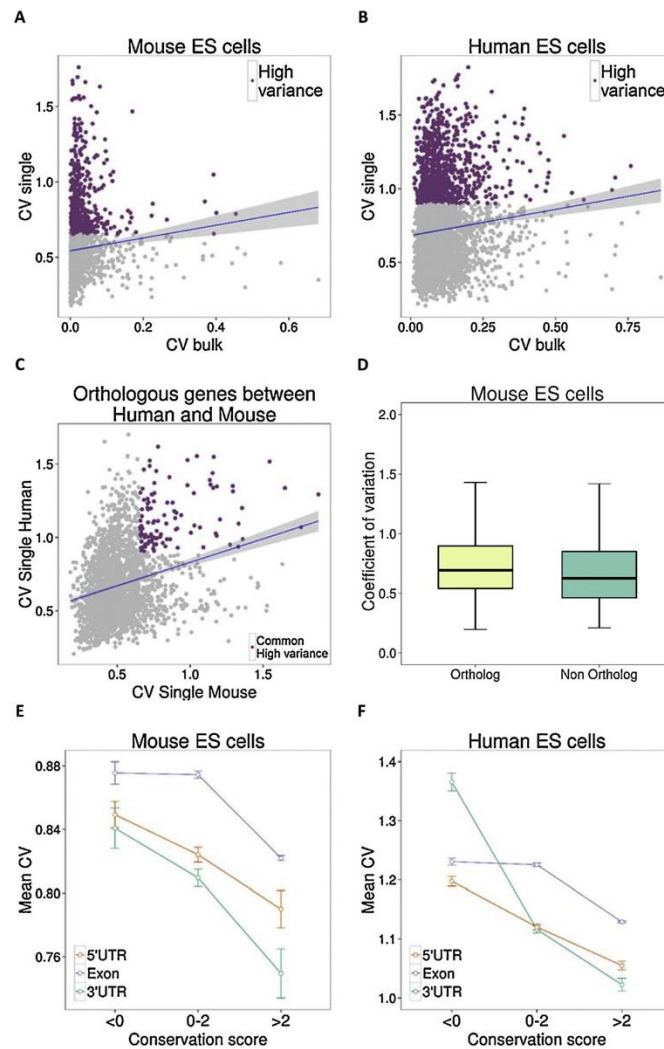 A
Mouse ES cells
High
variance
CV single
1.5
1.0
0.5
0.0
0.2
0.4
0.6
CV bulk
B
Human ES cells
High
variance
CV single
1.5
1.0
0.5
0.00
0.25
0.50
0.75
CV bulk
C
Orthologous genes between
Human and Mouse
CV Single Human
1.5
1.0
0.5
Common
High variance
0.5
1.0
1.5
CV Single Mouse
D
Mouse ES cells
Coefficient of variation
2.0
1.5
1.0
0.5
0.0
Ortholog
Non Ortholog
E
Mouse ES cells
Mean CV
0.88
0.84
0.80
0.76
5'UTR
Exon
3'UTR
<0
0-2
>2
Conservation score
F
Human ES cells
Mean CV
1.4
1.3
1.2
1.1
1.0
5'UTR
Exon
3'UTR
<0
0-2
>2
Conservation score